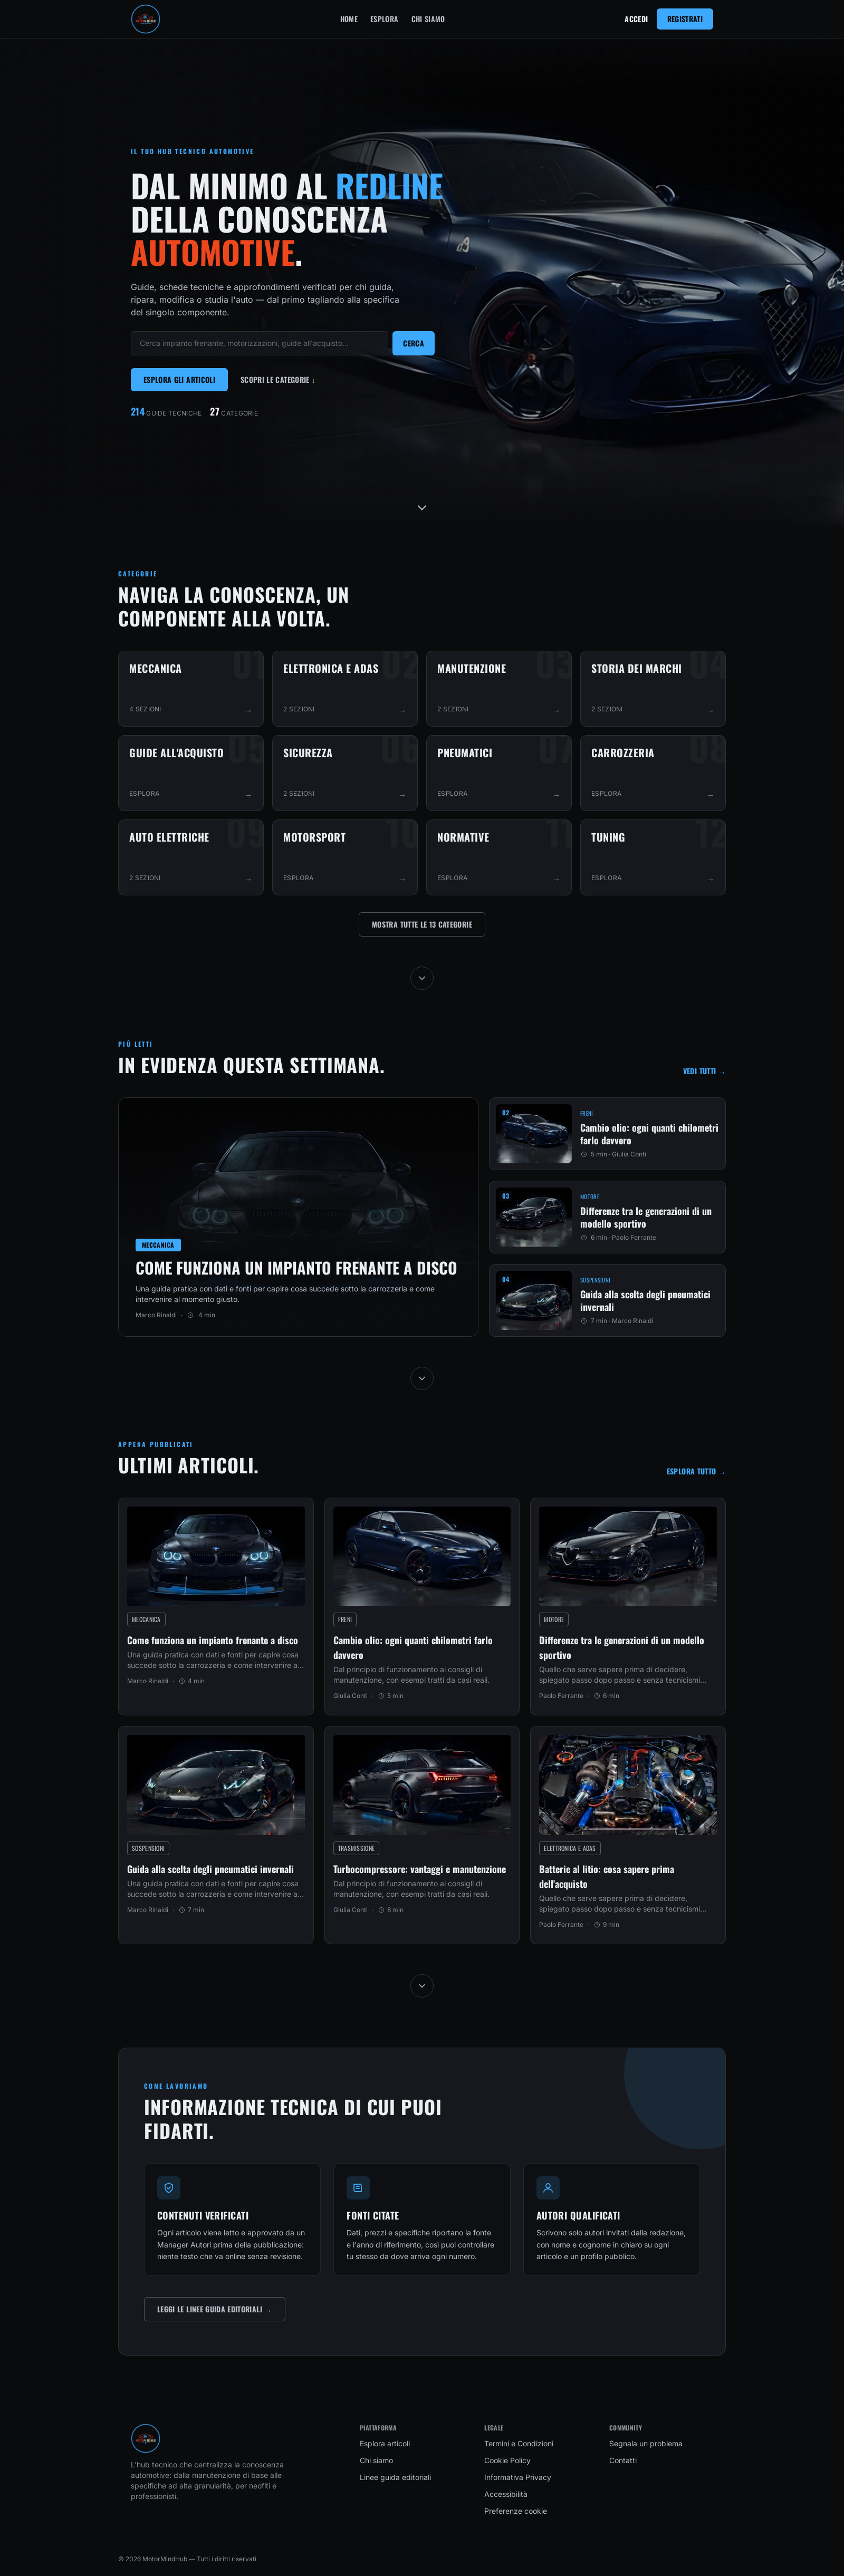 HOME
ESPLORA
CHI SIAMO
ACCEDI
REGISTRATI
IL TUO HUB TECNICO AUTOMOTIVE
DAL MINIMO AL REDLINE
DELLA CONOSCENZA
AUTOMOTIVE.
Guide, schede tecniche e approfondimenti verificati per chi guida,
ripara, modifica o studia l'auto — dal primo tagliando alla specifica
del singolo componente.
Cerca impianto frenante, motorizzazioni, guide all'acquisto...
CERCA
ESPLORA GLI ARTICOLI
SCOPRI LE CATEGORIE ↓
214 GUIDE TECNICHE 27 CATEGORIE
CATEGORIE
NAVIGA LA CONOSCENZA, UN
COMPONENTE ALLA VOLTA.
01
MECCANICA
4 SEZIONI →
02
ELETTRONICA E ADAS
2 SEZIONI →
03
MANUTENZIONE
2 SEZIONI →
04
STORIA DEI MARCHI
2 SEZIONI →
05
GUIDE ALL'ACQUISTO
ESPLORA →
06
SICUREZZA
2 SEZIONI →
07
PNEUMATICI
ESPLORA →
08
CARROZZERIA
ESPLORA →
09
AUTO ELETTRICHE
2 SEZIONI →
10
MOTORSPORT
ESPLORA →
11
NORMATIVE
ESPLORA →
12
TUNING
ESPLORA →
MOSTRA TUTTE LE 13 CATEGORIE
PIÙ LETTI
IN EVIDENZA QUESTA SETTIMANA.
VEDI TUTTI →
MECCANICA
COME FUNZIONA UN IMPIANTO FRENANTE A DISCO
Una guida pratica con dati e fonti per capire cosa succede sotto la carrozzeria e come
intervenire al momento giusto.
Marco Rinaldi · 4 min
02
FRENI
Cambio olio: ogni quanti chilometri
farlo davvero
5 min · Giulia Conti
03
MOTORE
Differenze tra le generazioni di un
modello sportivo
6 min · Paolo Ferrante
04
SOSPENSIONI
Guida alla scelta degli pneumatici
invernali
7 min · Marco Rinaldi
APPENA PUBBLICATI
ULTIMI ARTICOLI.
ESPLORA TUTTO →
MECCANICA
Come funziona un impianto frenante a disco
Una guida pratica con dati e fonti per capire cosa
succede sotto la carrozzeria e come intervenire a...
Marco Rinaldi · 4 min
FRENI
Cambio olio: ogni quanti chilometri farlo
davvero
Dal principio di funzionamento ai consigli di
manutenzione, con esempi tratti da casi reali.
Giulia Conti · 5 min
MOTORE
Differenze tra le generazioni di un modello
sportivo
Quello che serve sapere prima di decidere,
spiegato passo dopo passo e senza tecnicismi...
Paolo Ferrante · 6 min
SOSPENSIONI
Guida alla scelta degli pneumatici invernali
Una guida pratica con dati e fonti per capire cosa
succede sotto la carrozzeria e come intervenire a...
Marco Rinaldi · 7 min
TRASMISSIONE
Turbocompressore: vantaggi e manutenzione
Dal principio di funzionamento ai consigli di
manutenzione, con esempi tratti da casi reali.
Giulia Conti · 8 min
ELETTRONICA E ADAS
Batterie al litio: cosa sapere prima
dell'acquisto
Quello che serve sapere prima di decidere,
spiegato passo dopo passo e senza tecnicismi...
Paolo Ferrante · 9 min
COME LAVORIAMO
INFORMAZIONE TECNICA DI CUI PUOI
FIDARTI.
CONTENUTI VERIFICATI
Ogni articolo viene letto e approvato da un
Manager Autori prima della pubblicazione:
niente testo che va online senza revisione.
FONTI CITATE
Dati, prezzi e specifiche riportano la fonte
e l'anno di riferimento, così puoi controllare
tu stesso da dove arriva ogni numero.
AUTORI QUALIFICATI
Scrivono solo autori invitati dalla redazione,
con nome e cognome in chiaro su ogni
articolo e un profilo pubblico.
LEGGI LE LINEE GUIDA EDITORIALI →
L'hub tecnico che centralizza la conoscenza
automotive: dalla manutenzione di base alle
specifiche ad alta granularità, per neofiti e
professionisti.
PIATTAFORMA
Esplora articoli
Chi siamo
Linee guida editoriali
LEGALE
Termini e Condizioni
Cookie Policy
Informativa Privacy
Accessibilità
Preferenze cookie
COMMUNITY
Segnala un problema
Contatti
© 2026 MotorMindHub — Tutti i diritti riservati.